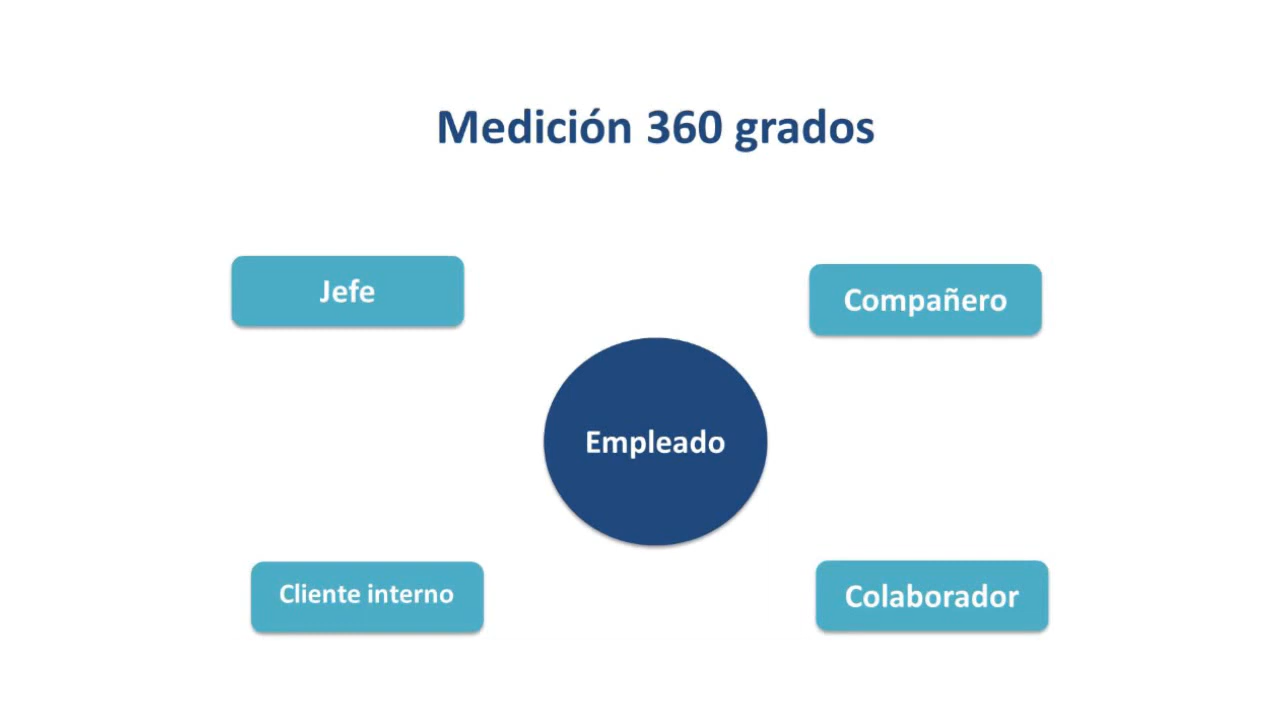 Medición 360 grados
Jefe
Compañero
Empleado
Cliente interno
Colaborador